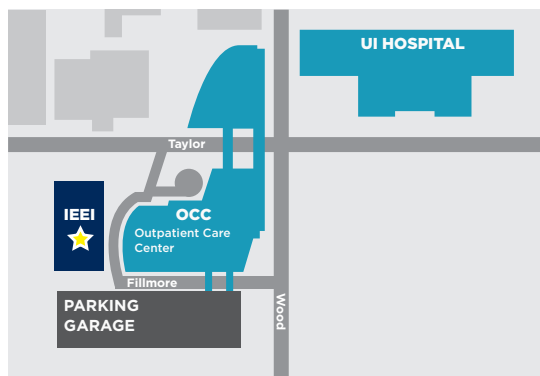 UI HOSPITAL
Taylor
IEEI
OCC
Outpatient Care
Center
Fillmore
PARKING
GARAGE
Wood